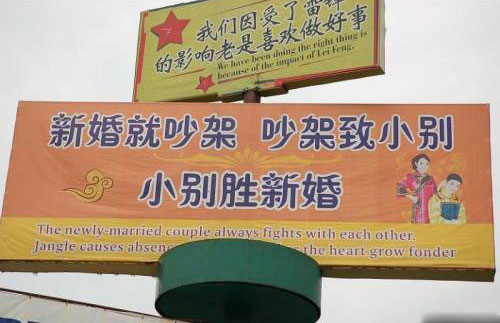 我们因受了雷锋
的影响老是喜欢做好事
We have been doing the right thing is
because of the impact of Lei Feng.
新婚就吵架 吵架致小别
小别胜新婚
The newly-married couple always fights with each other.
Jangle causes absence the heart grow fonder